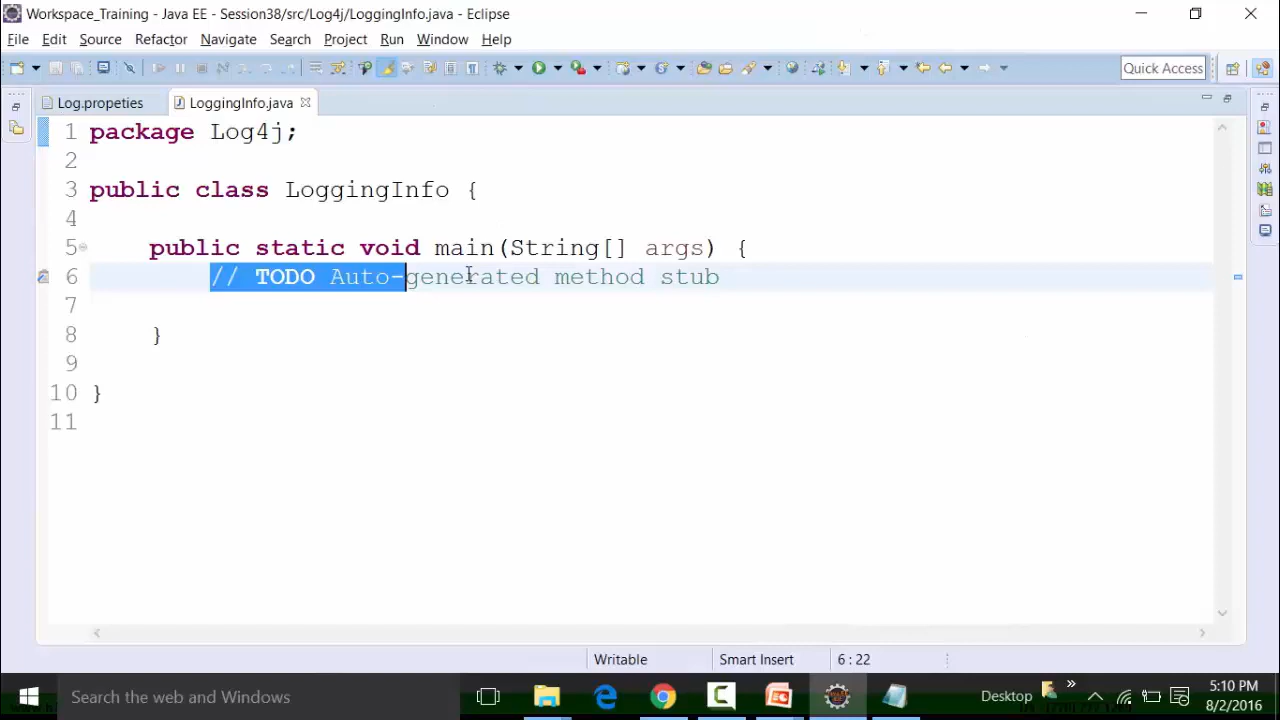 Workspace_Training - Java EE - Session38/src/Log4j/LoggingInfo.java - Eclipse
File Edit Source Refactor Navigate Search Project Run Window Help
Quick Access
Log.propeties LoggingInfo.java
1 package Log4j;
2
3 public class LoggingInfo {
4
5 public static void main(String[] args) {
6 // TODO Auto-generated method stub
7
8 }
9
10 }
11
Writable Smart Insert 6 : 22
Search the web and Windows
Desktop
5:10 PM
8/2/2016